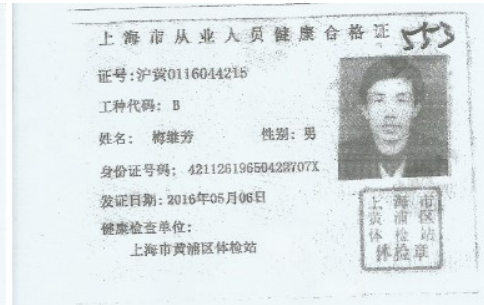 上海市从业人员健康合格证
553
证号:沪黄0116044215
工种代码: B
姓名: 梅继芳 性别: 男
身份证号码: 42112619650422707X
发证日期: 2016年05月06日
健康检查单位:
上海市黄浦区体检站
上海市
黄浦区
体检站
体检章